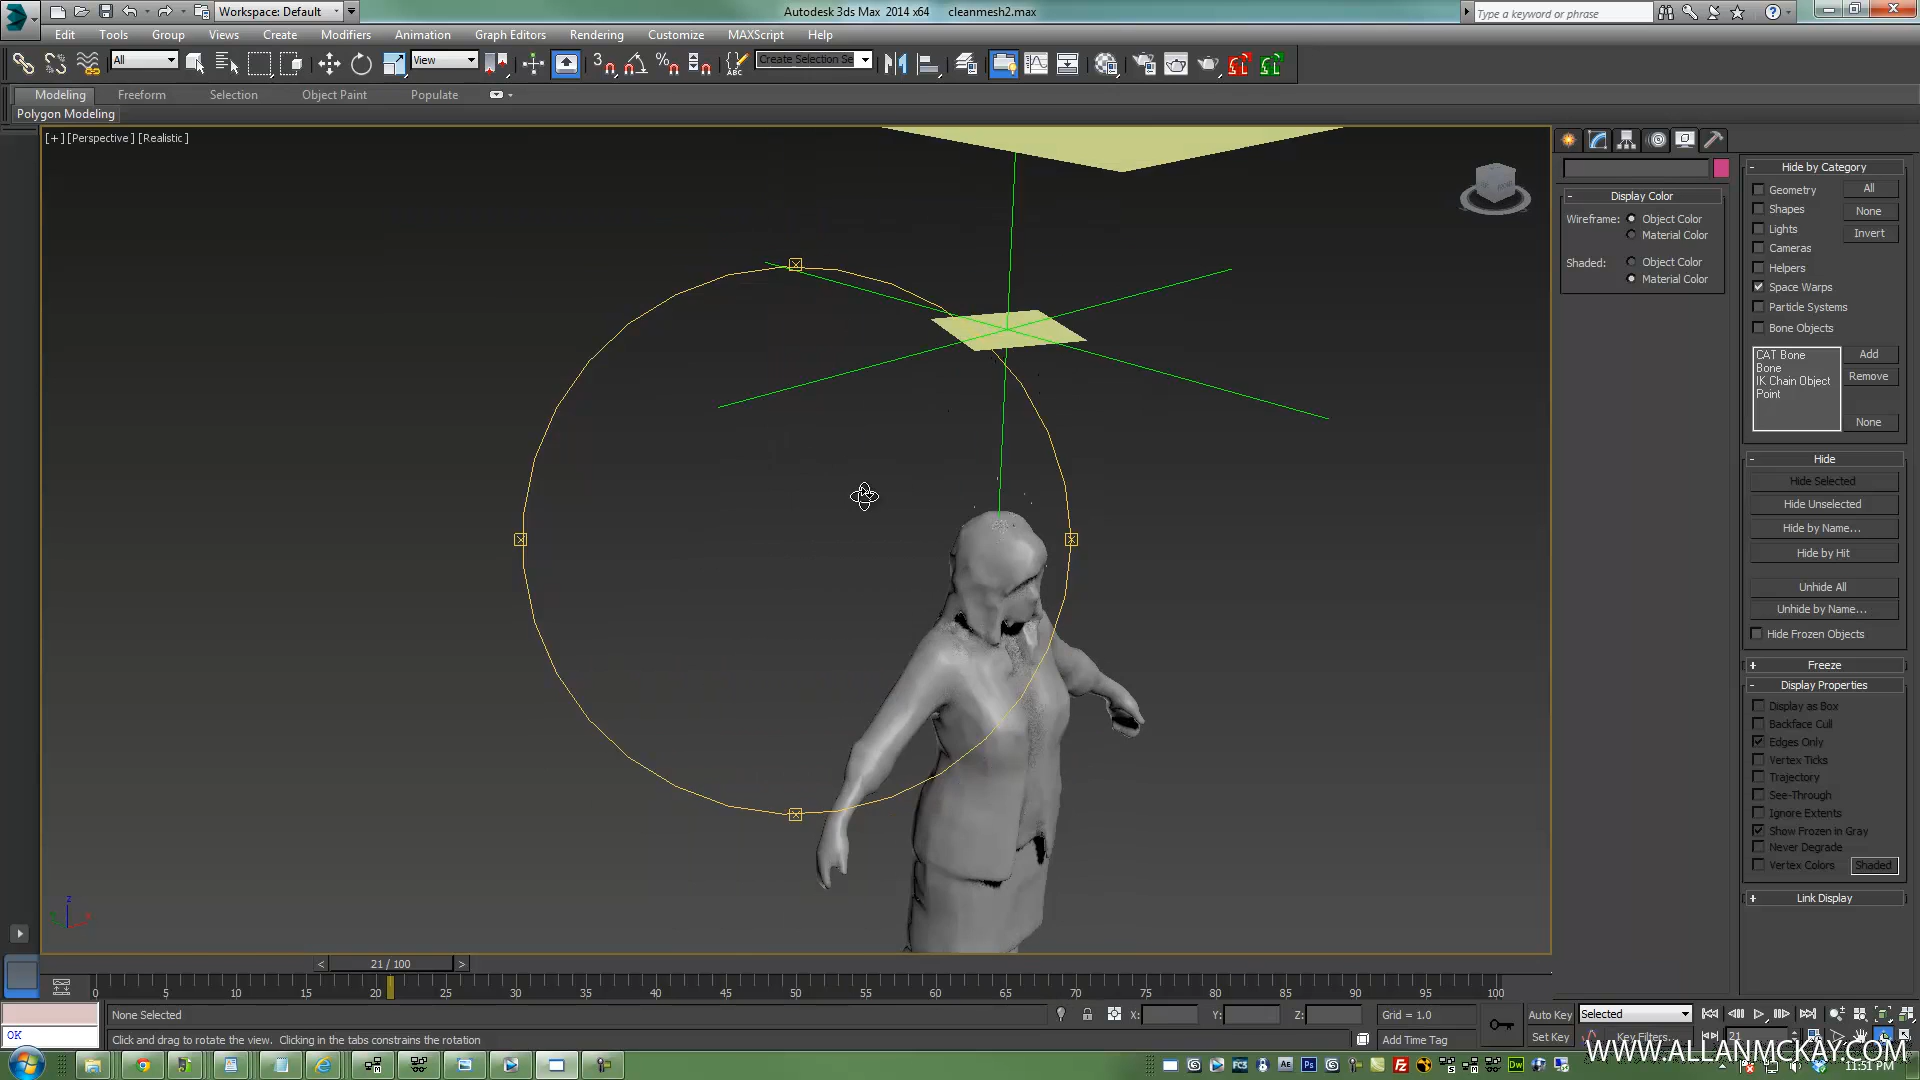 Workspace: Default
Autodesk 3ds Max 2014 x64 cleanmesh2.max
Type a keyword or phrase
Edit Tools Group Views Create Modifiers Animation Graph Editors Rendering Customize MAXScript Help
All
View
3
%
ABC
Create Selection Se
Modeling Freeform Selection Object Paint Populate
Polygon Modeling
[+] [Perspective] [Realistic]
Display Color
Wireframe: Object Color
Material Color
Shaded: Object Color
Material Color
Hide by Category
Geometry All
Shapes None
Lights Invert
Cameras
Helpers
Space Warps
Particle Systems
Bone Objects
CAT Bone Add
Bone
IK Chain Object Remove
Point
None
Hide
Hide Selected
Hide Unselected
Hide by Name...
Hide by Hit
Unhide All
Unhide by Name...
Hide Frozen Objects
Freeze
Display Properties
Display as Box
Backface Cull
Edges Only
Vertex Ticks
Trajectory
See-Through
Ignore Extents
Show Frozen in Gray
Never Degrade
Vertex Colors Shaded
Link Display
z
< 21 / 100 >
0 5 10 15 20 25 30 35 40 45 50 55 60 65 70 75 80 85 90 95 100
None Selected X: Y: Z: Grid = 1.0 Auto Key Selected
OK Click and drag to rotate the view. Clicking in the tabs constrains the rotation Add Time Tag Set Key Key Filters... 21
WWW.ALLANMCKAY.COM
11:51 PM